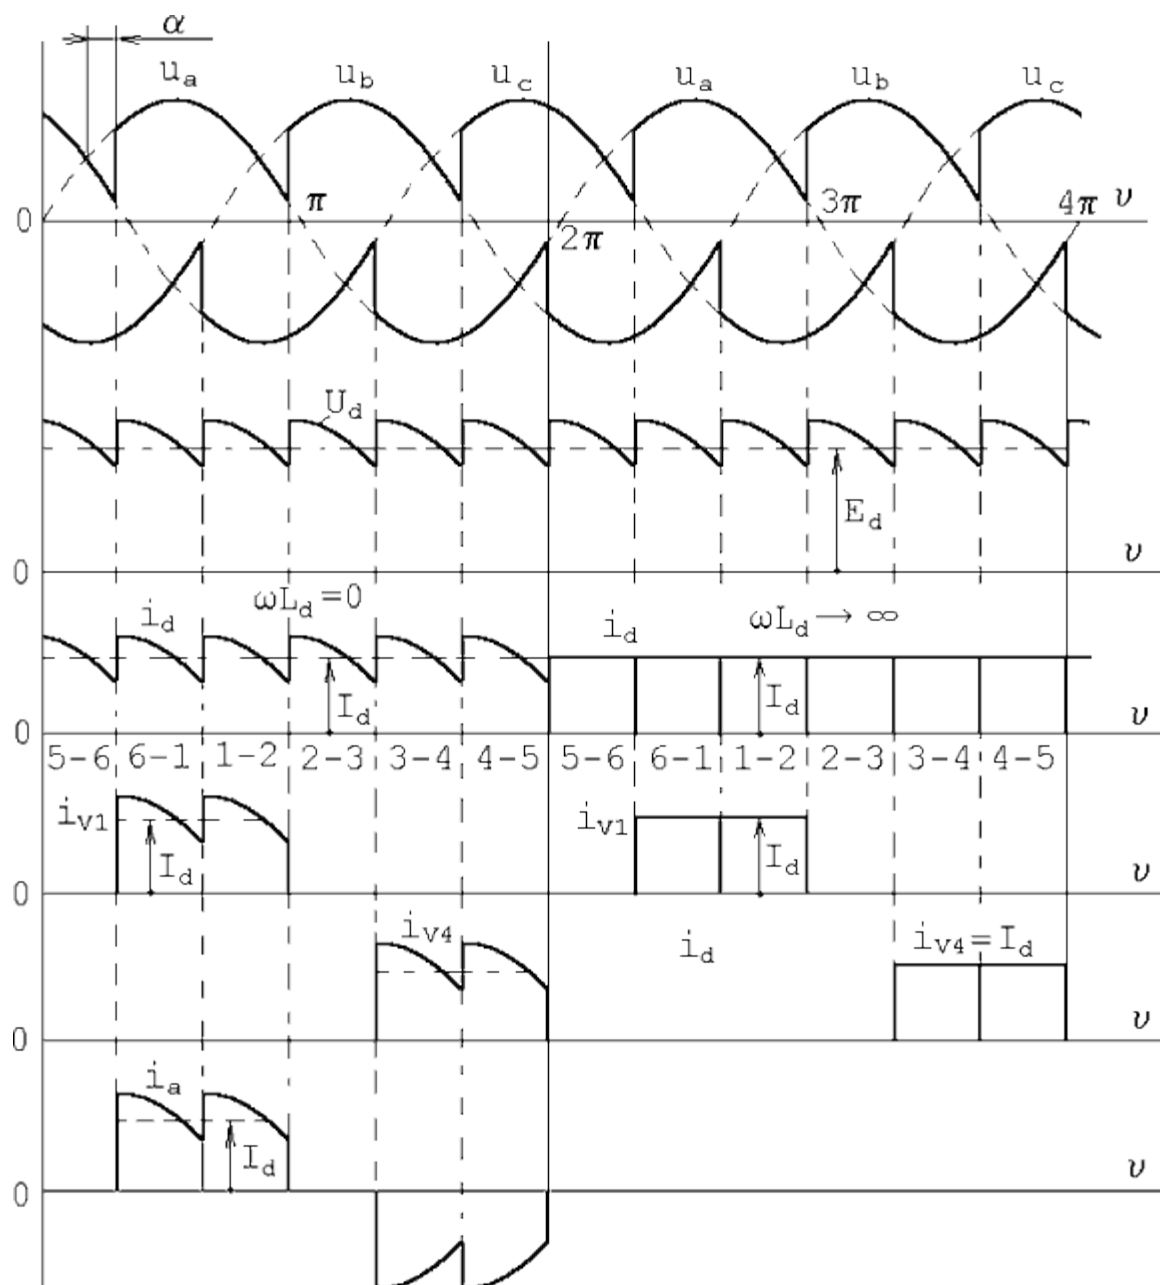 α
u_a u_b u_c u_a u_b u_c
0 π 2π 3π 4π υ
U_d
E_d
0 υ
ωL_d=0 ωL_d→∞
i_d i_d
I_d I_d
0 υ
5-6 6-1 1-2 2-3 3-4 4-5 5-6 6-1 1-2 2-3 3-4 4-5
i_V1 i_V1
I_d I_d
0 υ
i_V4 i_d i_V4=I_d
0 υ
i_a
I_d
0 υ